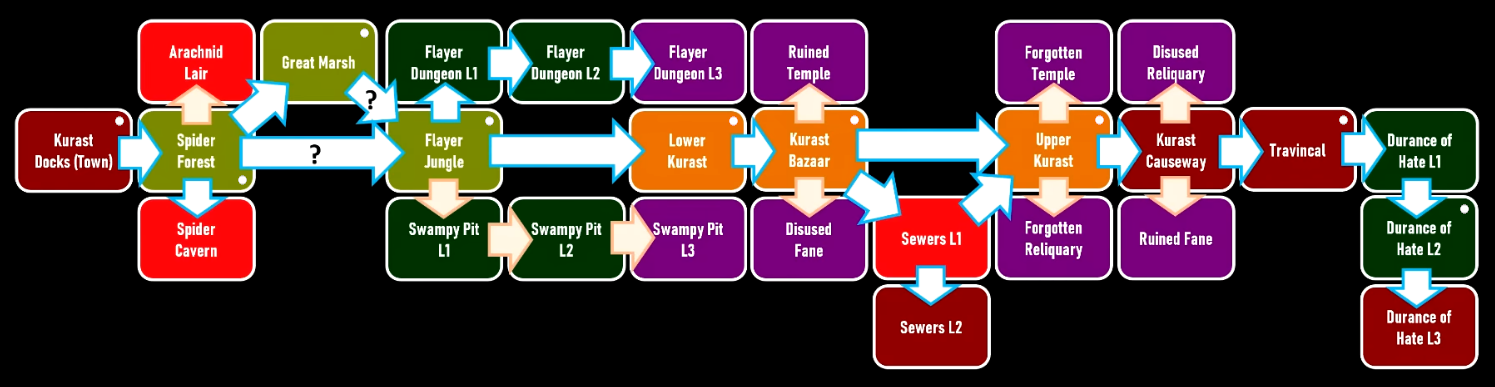 Arachnid
Lair
Great Marsh
Flayer
Dungeon L1
Flayer
Dungeon L2
Flayer
Dungeon L3
Ruined
Temple
Forgotten
Temple
Disused
Reliquary
?
Kurast
Docks (Town)
Spider
Forest
?
Flayer
Jungle
Lower
Kurast
Kurast
Bazaar
Upper
Kurast
Kurast
Causeway
Travincal
Durance of
Hate L1
Spider
Cavern
Swampy Pit
L1
Swampy Pit
L2
Swampy Pit
L3
Disused
Fane
Sewers L1
Forgotten
Reliquary
Ruined Fane
Durance of
Hate L2
Sewers L2
Durance of
Hate L3